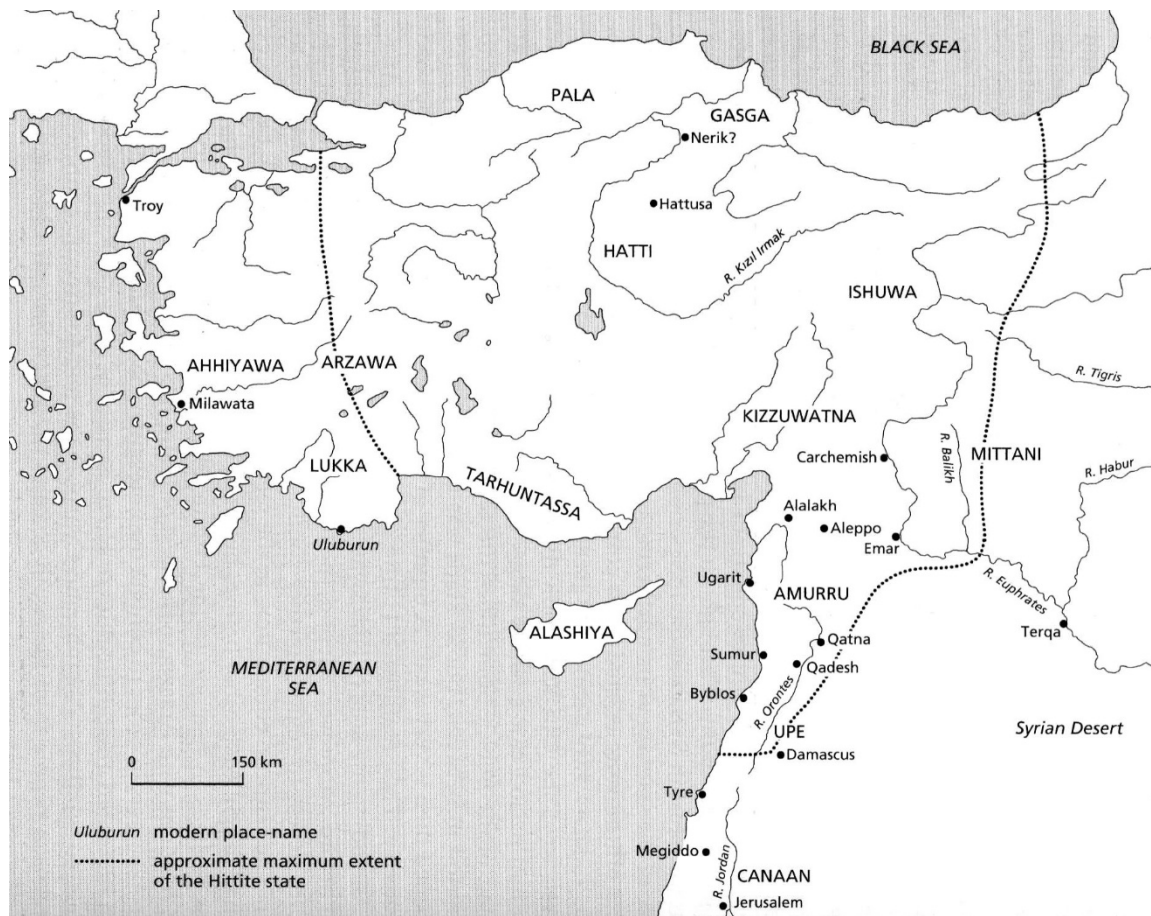 BLACK SEA
PALA
GASGA
Nerik?
Troy
Hattusa
HATTI
R. Kızıl Irmak
ISHUWA
AHHIYAWA
ARZAWA
R. Tigris
Milawata
KIZZUWATNA
LUKKA
TARHUNTASSA
Carchemish
R. Balikh
MITTANI
R. Habur
Alalakh
Aleppo
Uluburun
Emar
Ugarit
AMURRU
R. Euphrates
ALASHIYA
Terqa
Qatna
Sumur
Qadesh
MEDITERRANEAN
SEA
Byblos
R. Orontes
UPE
Syrian Desert
Damascus
0 150 km
Tyre
Uluburun modern place-name
approximate maximum extent
of the Hittite state
Megiddo
R. Jordan
CANAAN
Jerusalem